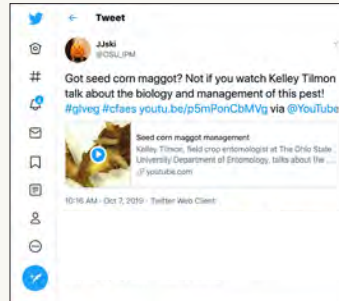 Tweet
JJski
@OSU_IPM
Got seed corn maggot? Not if you watch Kelley Tilmon
talk about the biology and management of this pest!
#glveg #cfaes youtu.be/p5mPonCbMVg via @YouTube
Seed corn maggot management
Kelley Tilmon, field crop entomologist at The Ohio State
University Department of Entomology, talks about the ...
youtube.com
10:16 AM · Oct 7, 2019 · Twitter Web Client